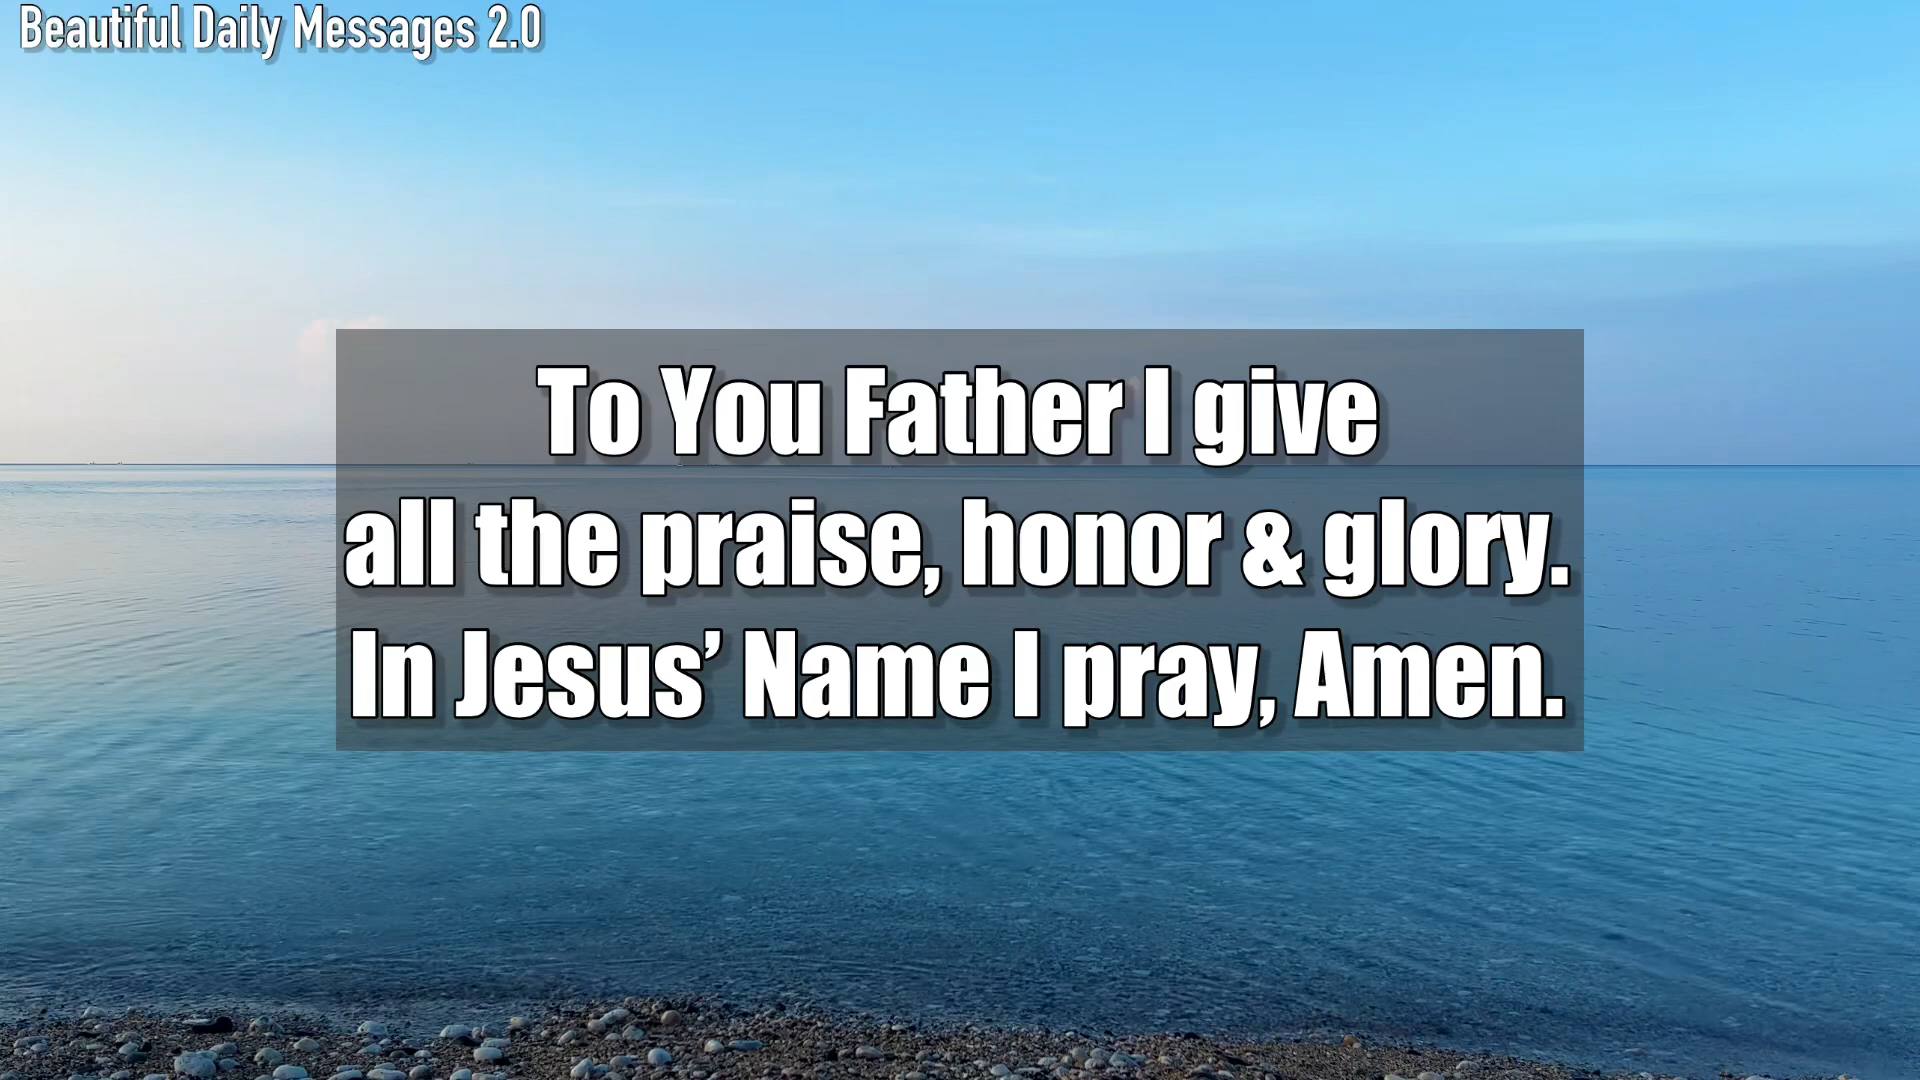 Beautiful Daily Messages 2.0
To You Father I give
all the praise, honor & glory.
In Jesus’ Name I pray, Amen.